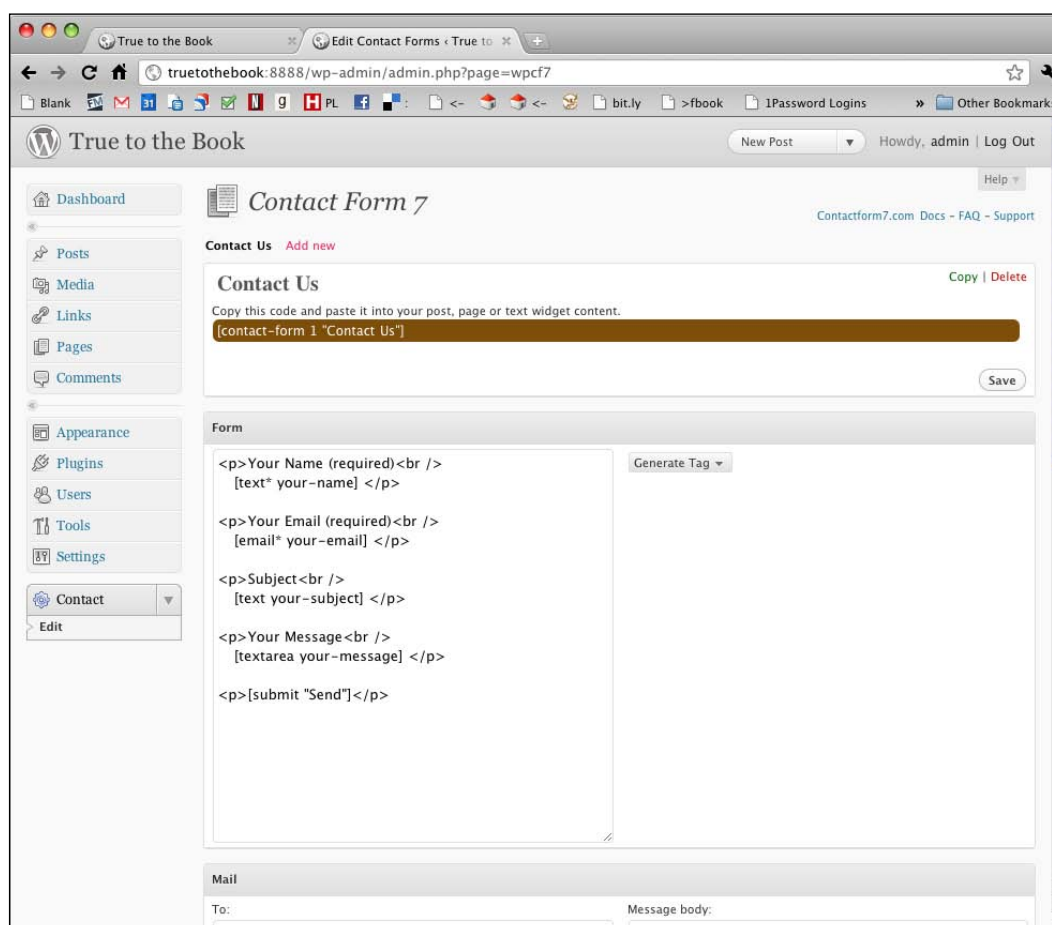 True to the Book
Edit Contact Forms ‹ True to
truetothebook:8888/wp-admin/admin.php?page=wpcf7
Blank 31 g H PL f : <- <- bit.ly >fbook 1Password Logins » Other Bookmark
True to the Book
New Post
Howdy, admin | Log Out
Help
Dashboard
Posts
Media
Links
Pages
Comments
Appearance
Plugins
Users
Tools
Settings
Contact
Edit
Contact Form 7
Contactform7.com Docs - FAQ - Support
Contact Us Add new
Contact Us
Copy | Delete
Copy this code and paste it into your post, page or text widget content.
[contact-form 1 "Contact Us"]
Save
Form
<p>Your Name (required)<br />
[text* your-name] </p>
<p>Your Email (required)<br />
[email* your-email] </p>
<p>Subject<br />
[text your-subject] </p>
<p>Your Message<br />
[textarea your-message] </p>
<p>[submit "Send"]</p>
Generate Tag
Mail
To:
Message body: